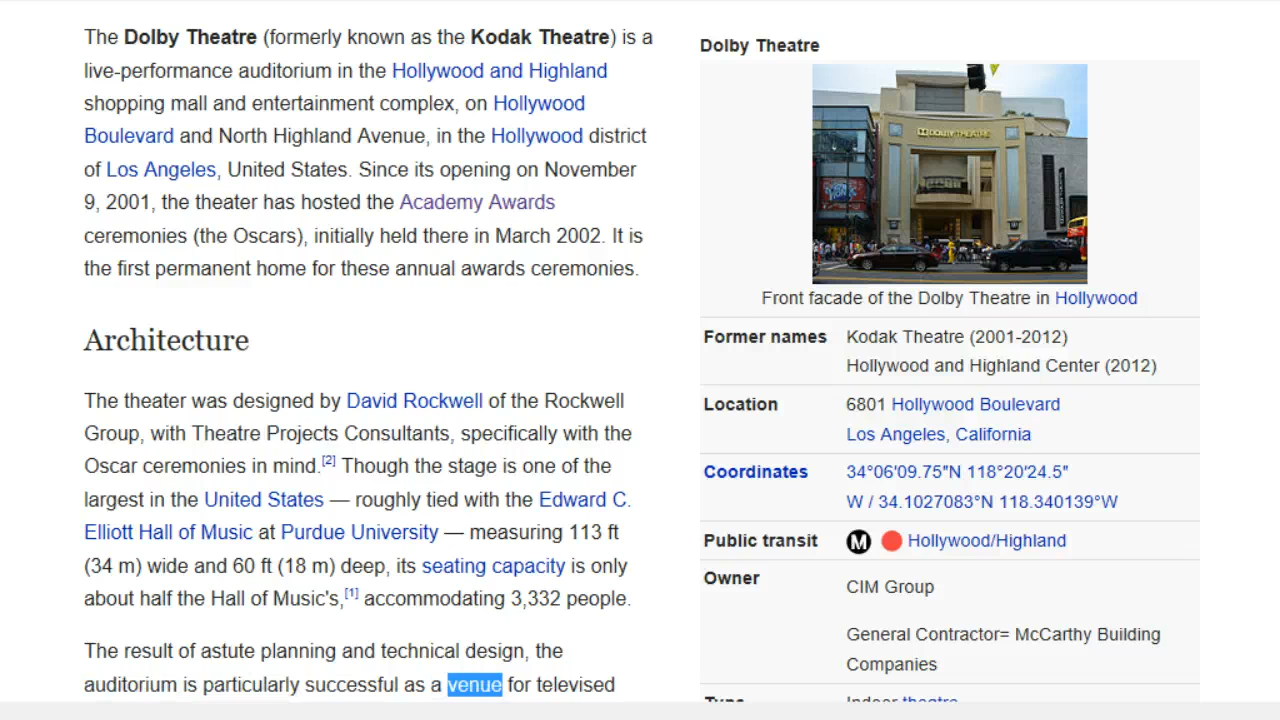 The Dolby Theatre (formerly known as the Kodak Theatre) is a
live-performance auditorium in the Hollywood and Highland
shopping mall and entertainment complex, on Hollywood
Boulevard and North Highland Avenue, in the Hollywood district
of Los Angeles, United States. Since its opening on November
9, 2001, the theater has hosted the Academy Awards
ceremonies (the Oscars), initially held there in March 2002. It is
the first permanent home for these annual awards ceremonies.
Architecture
The theater was designed by David Rockwell of the Rockwell
Group, with Theatre Projects Consultants, specifically with the
Oscar ceremonies in mind.[2] Though the stage is one of the
largest in the United States — roughly tied with the Edward C.
Elliott Hall of Music at Purdue University — measuring 113 ft
(34 m) wide and 60 ft (18 m) deep, its seating capacity is only
about half the Hall of Music's,[1] accommodating 3,332 people.
The result of astute planning and technical design, the
auditorium is particularly successful as a venue for televised
Dolby Theatre
DOLBY THEATRE
Front facade of the Dolby Theatre in Hollywood
Former names Kodak Theatre (2001-2012)
Hollywood and Highland Center (2012)
Location 6801 Hollywood Boulevard
Los Angeles, California
Coordinates 34°06′09.75″N 118°20′24.5″
W / 34.1027083°N 118.340139°W
Public transit M Hollywood/Highland
Owner
CIM Group
General Contractor= McCarthy Building
Companies
Type Indoor theatre